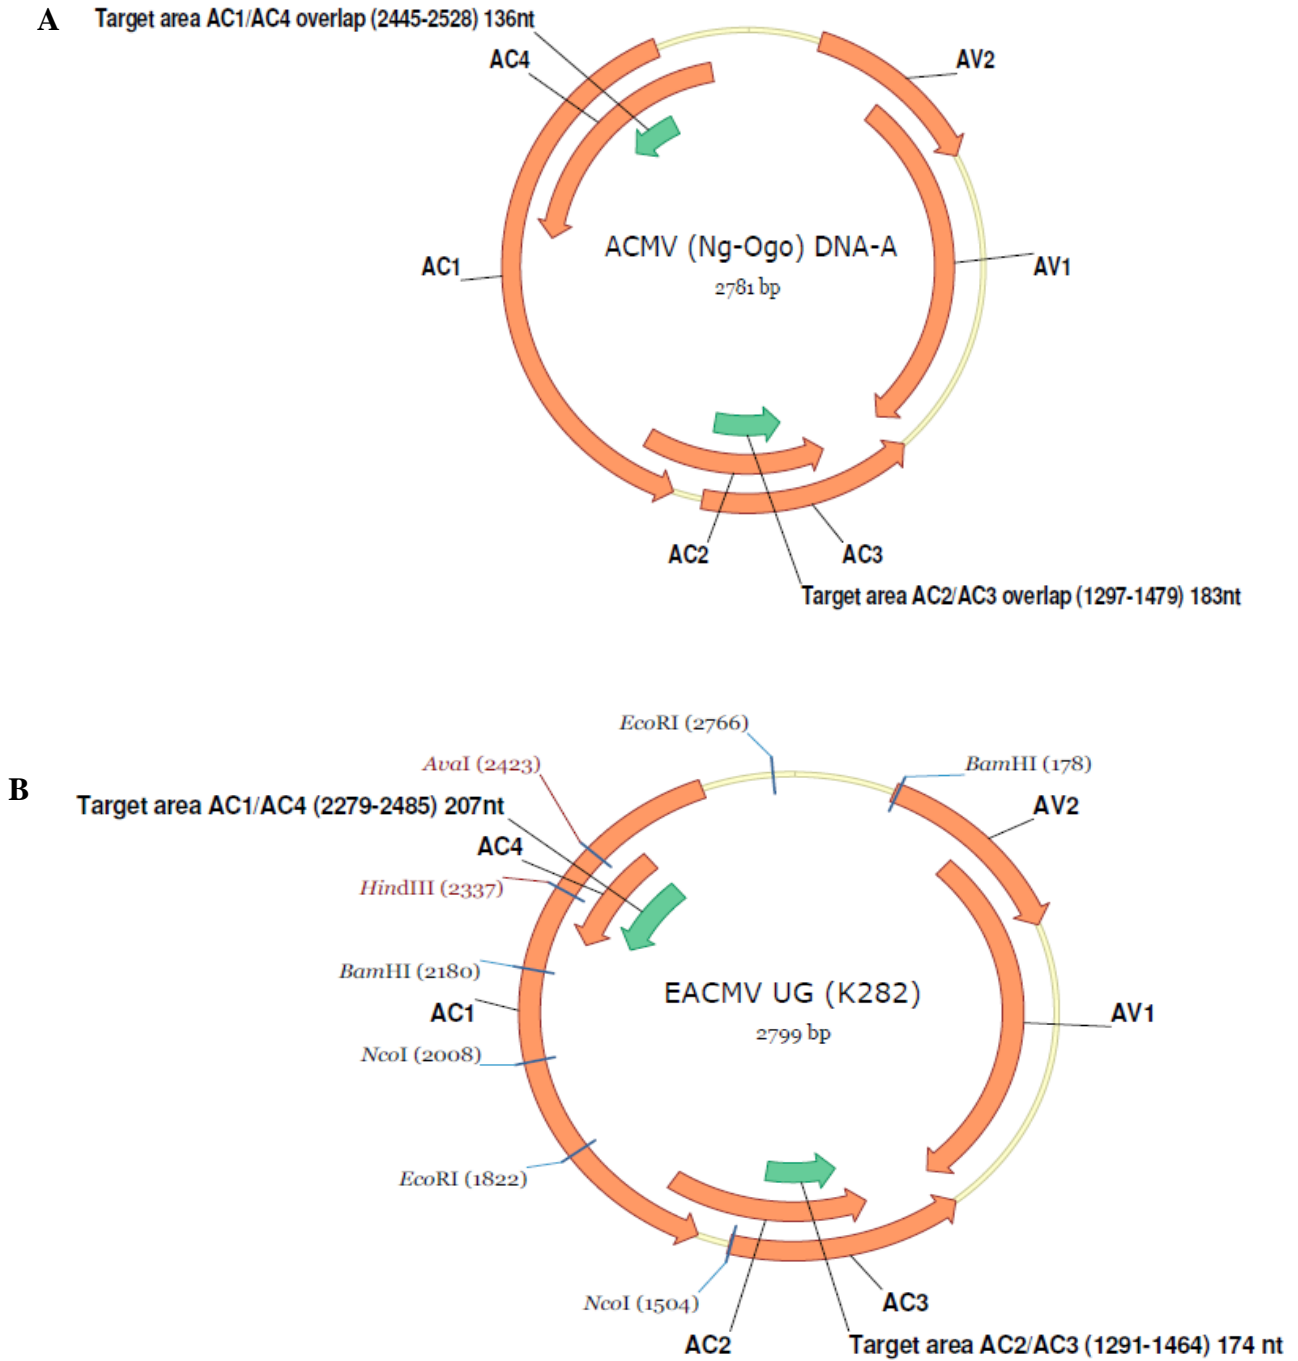 A
Target area AC1/AC4 overlap (2445-2528) 136nt
AC4
AV2
ACMV (Ng-Ogo) DNA-A
2781 bp
AC1
AV1
AC2
AC3
Target area AC2/AC3 overlap (1297-1479) 183nt
B
EcoRI (2766)
AvaI (2423)
BamHI (178)
Target area AC1/AC4 (2279-2485) 207nt
AV2
AC4
HindIII (2337)
BamHI (2180)
EACMV UG (K282)
2799 bp
AC1
AV1
NcoI (2008)
EcoRI (1822)
NcoI (1504)
AC3
AC2
Target area AC2/AC3 (1291-1464) 174 nt